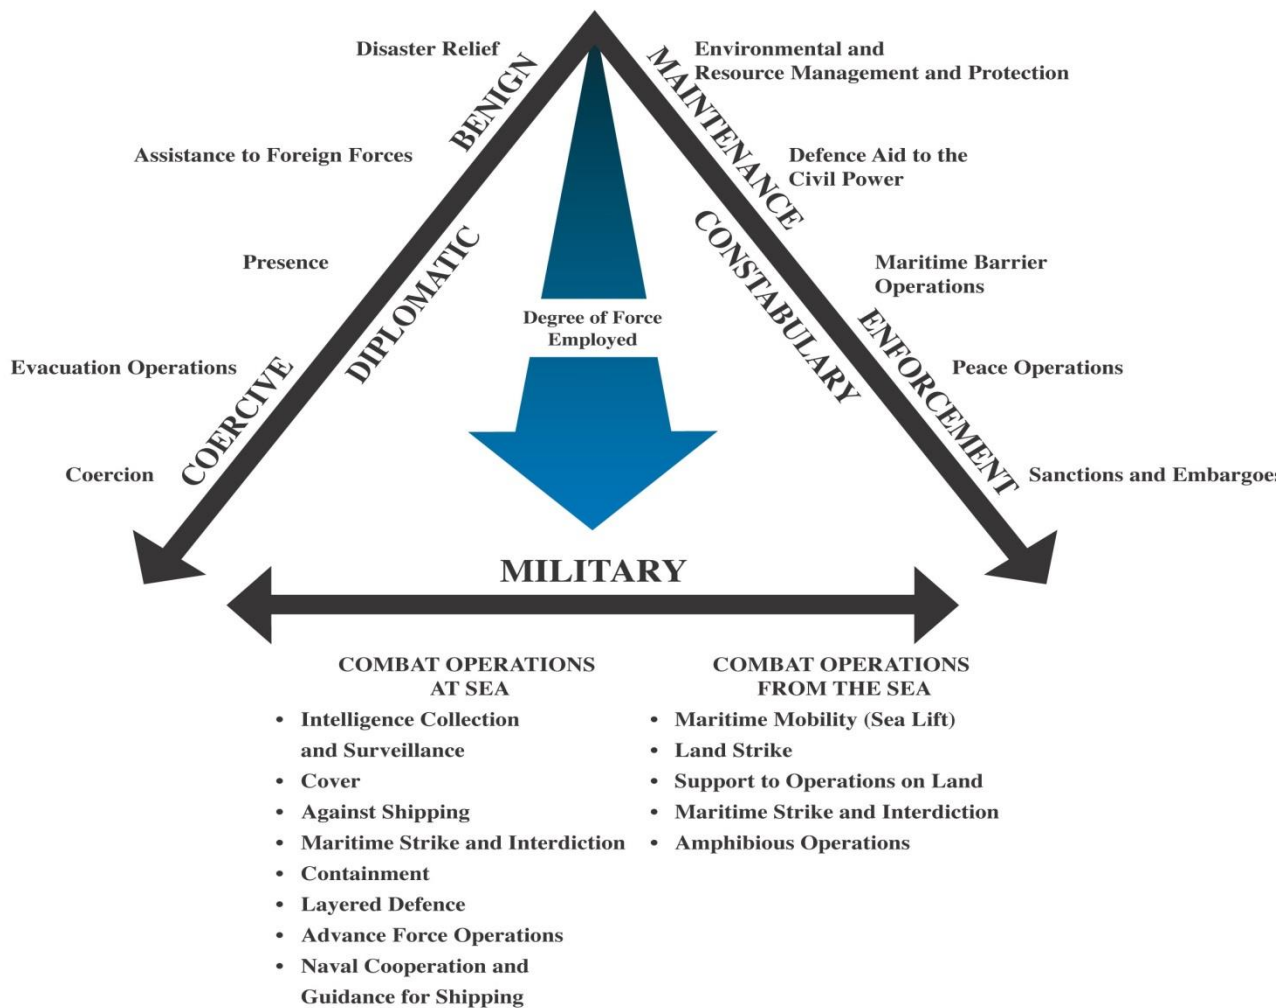 Disaster Relief
BENIGN
Assistance to Foreign Forces
Presence
DIPLOMATIC
Evacuation Operations
COERCIVE
Coercion
Environmental and
Resource Management and Protection
MAINTENANCE
Defence Aid to the
Civil Power
CONSTABULARY
Maritime Barrier
Operations
ENFORCEMENT
Peace Operations
Sanctions and Embargoes
Degree of Force
Employed
MILITARY
COMBAT OPERATIONS
AT SEA
• Intelligence Collection
and Surveillance
• Cover
• Against Shipping
• Maritime Strike and Interdiction
• Containment
• Layered Defence
• Advance Force Operations
• Naval Cooperation and
Guidance for Shipping
COMBAT OPERATIONS
FROM THE SEA
• Maritime Mobility (Sea Lift)
• Land Strike
• Support to Operations on Land
• Maritime Strike and Interdiction
• Amphibious Operations